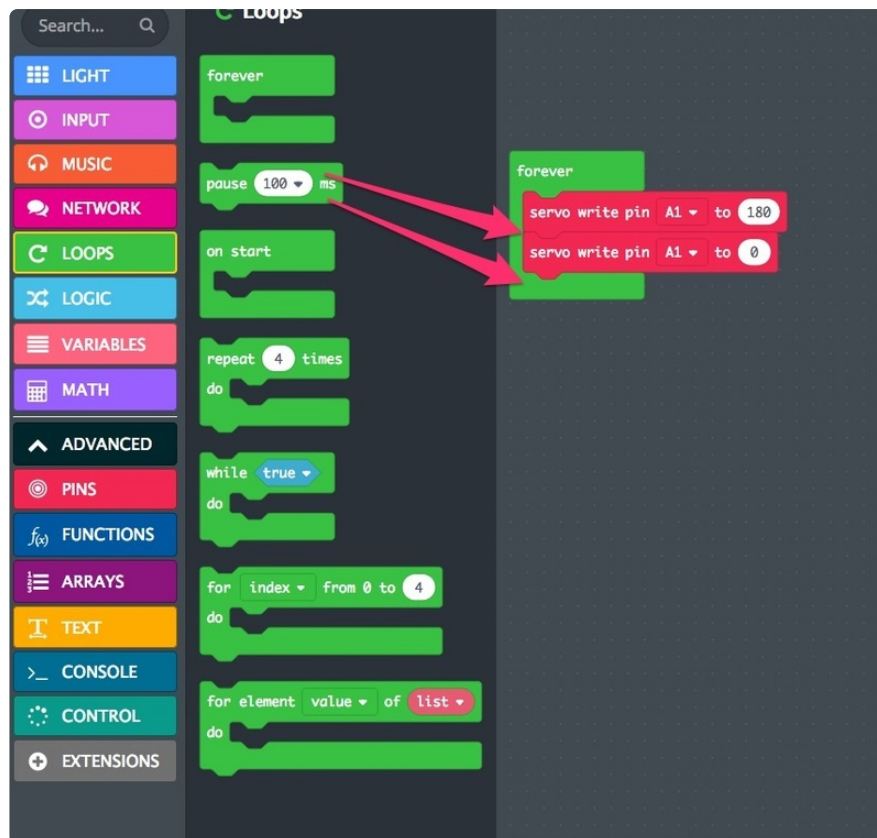 Search...
LIGHT
INPUT
MUSIC
NETWORK
LOOPS
LOGIC
VARIABLES
MATH
ADVANCED
PINS
f(x) FUNCTIONS
ARRAYS
TEXT
>_ CONSOLE
CONTROL
EXTENSIONS
Loops
forever
pause 100 ms
on start
repeat 4 times
do
while true
do
for index from 0 to 4
do
for element value of list
do
forever
servo write pin A1 to 180
servo write pin A1 to 0